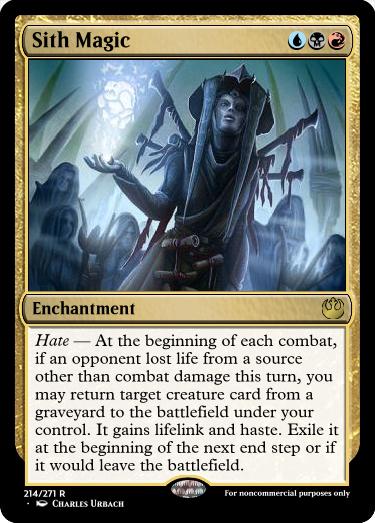 Sith Magic
Enchantment
Hate — At the beginning of each combat,
if an opponent lost life from a source
other than combat damage this turn, you
may return target creature card from a
graveyard to the battlefield under your
control. It gains lifelink and haste. Exile it
at the beginning of the next end step or if
it would leave the battlefield.
214/271 R
For noncommercial purposes only
· Charles Urbach